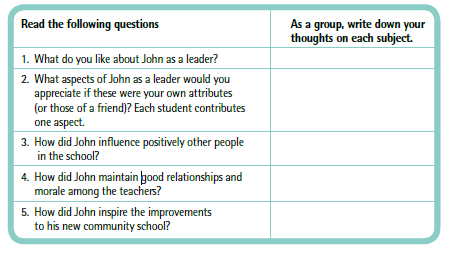 Read the following questions
As a group, write down your
thoughts on each subject.
1. What do you like about John as a leader?
2. What aspects of John as a leader would you
appreciate if these were your own attributes
(or those of a friend)? Each student contributes
one aspect.
3. How did John influence positively other people
in the school?
4. How did John maintain good relationships and
morale among the teachers?
5. How did John inspire the improvements
to his new community school?